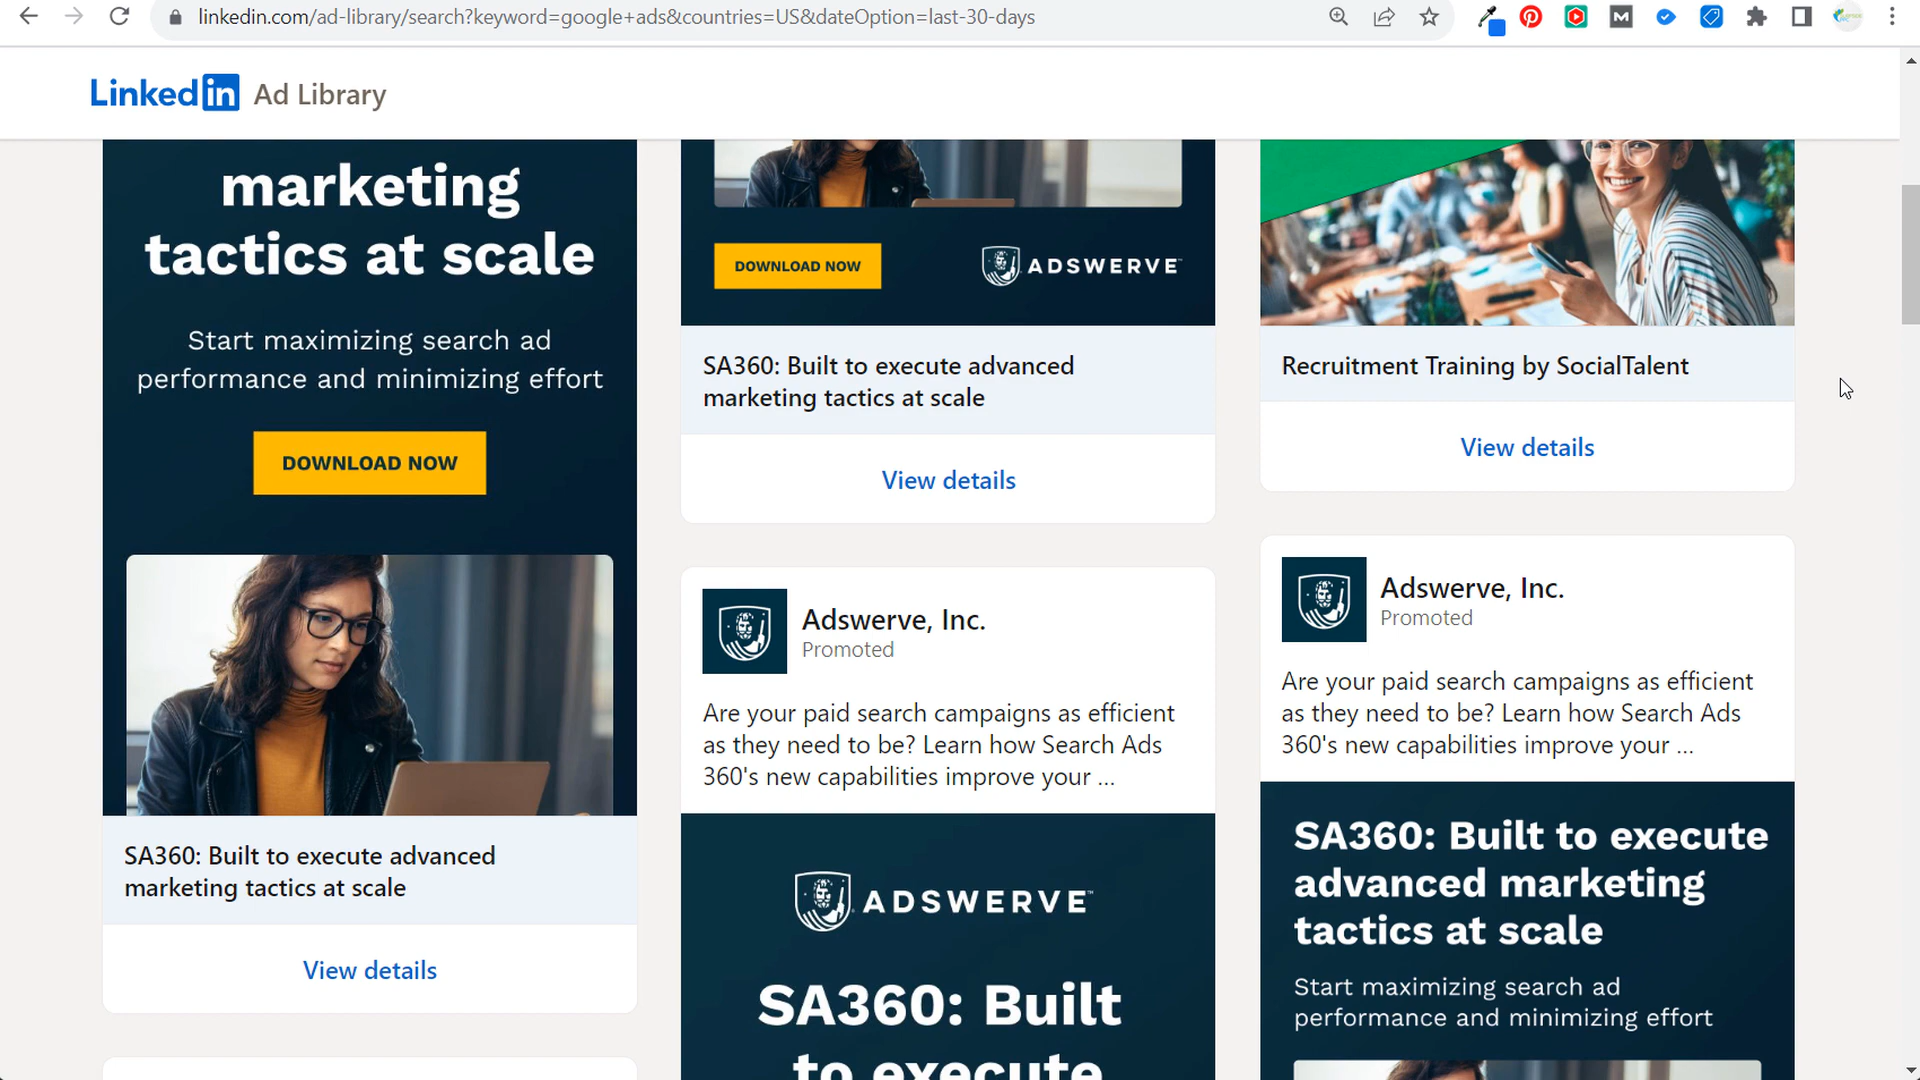 linkedin.com/ad-library/search?keyword=google+ads&countries=US&dateOption=last-30-days
Linked in Ad Library
marketing
tactics at scale
Start maximizing search ad
performance and minimizing effort
DOWNLOAD NOW
SA360: Built to execute advanced
marketing tactics at scale
View details
DOWNLOAD NOW
ADSWERVE™
SA360: Built to execute advanced
marketing tactics at scale
View details
Adswerve, Inc.
Promoted
Are your paid search campaigns as efficient
as they need to be? Learn how Search Ads
360's new capabilities improve your ...
ADSWERVE™
SA360: Built
to execute
Recruitment Training by SocialTalent
View details
Adswerve, Inc.
Promoted
Are your paid search campaigns as efficient
as they need to be? Learn how Search Ads
360's new capabilities improve your ...
SA360: Built to execute
advanced marketing
tactics at scale
Start maximizing search ad
performance and minimizing effort